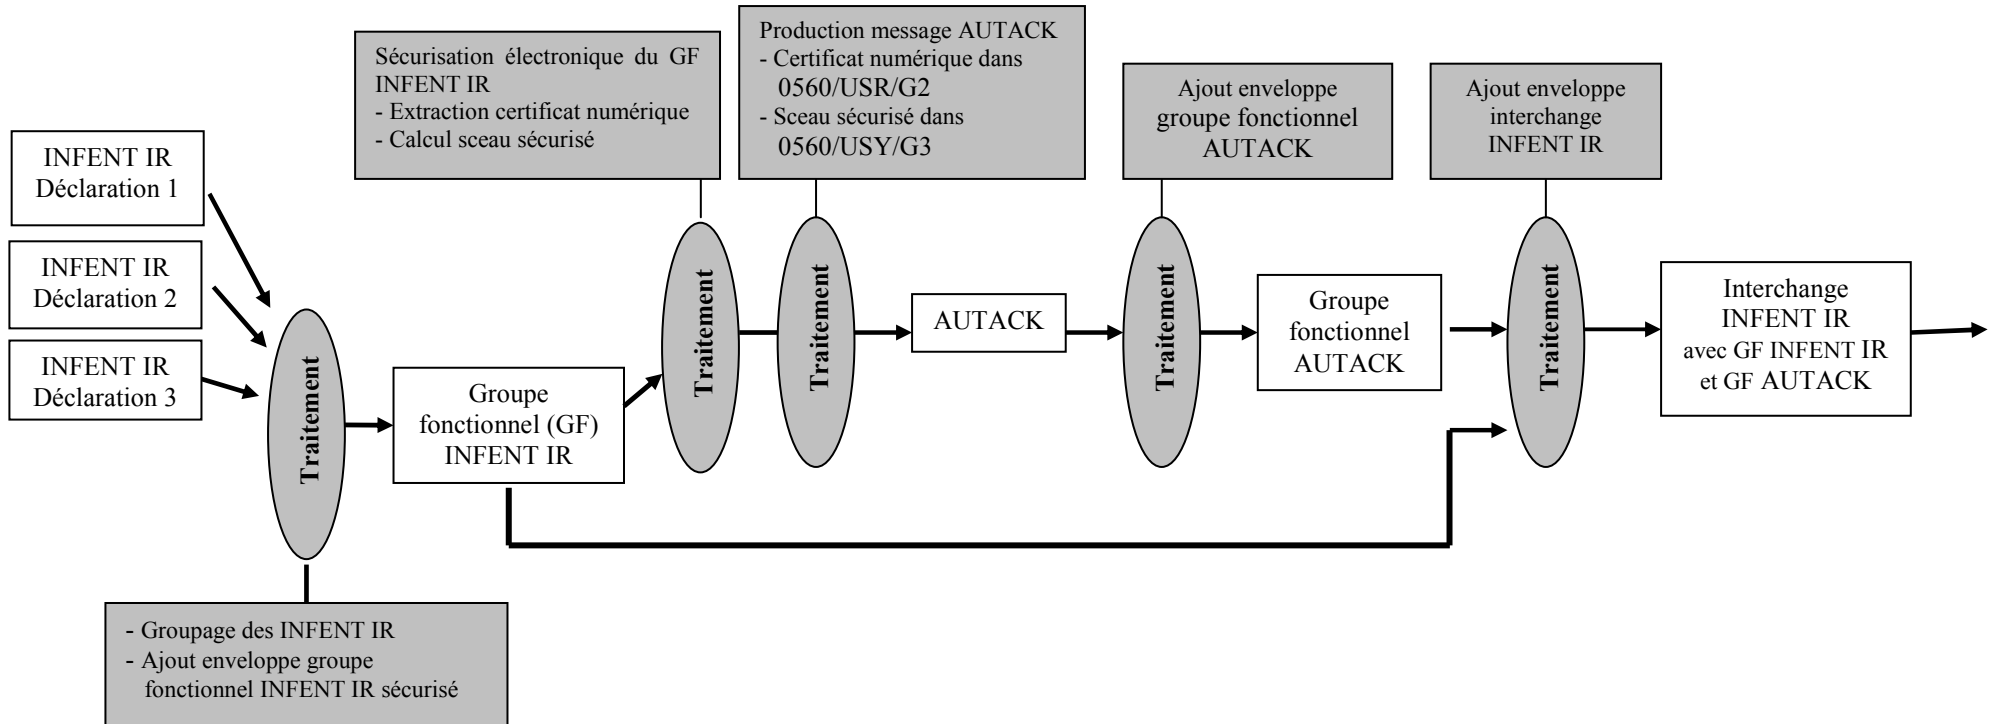 INFENT IR
Déclaration 1
INFENT IR
Déclaration 2
INFENT IR
Déclaration 3
Traitement
- Groupage des INFENT IR
- Ajout enveloppe groupe
fonctionnel INFENT IR sécurisé
Groupe
fonctionnel (GF)
INFENT IR
Sécurisation électronique du GF
INFENT IR
- Extraction certificat numérique
- Calcul sceau sécurisé
Traitement
Production message AUTACK
- Certificat numérique dans
0560/USR/G2
- Sceau sécurisé dans
0560/USY/G3
Traitement
AUTACK
Ajout enveloppe
groupe fonctionnel
AUTACK
Traitement
Groupe
fonctionnel
AUTACK
Ajout enveloppe
interchange
INFENT IR
Traitement
Interchange
INFENT IR
avec GF INFENT IR
et GF AUTACK